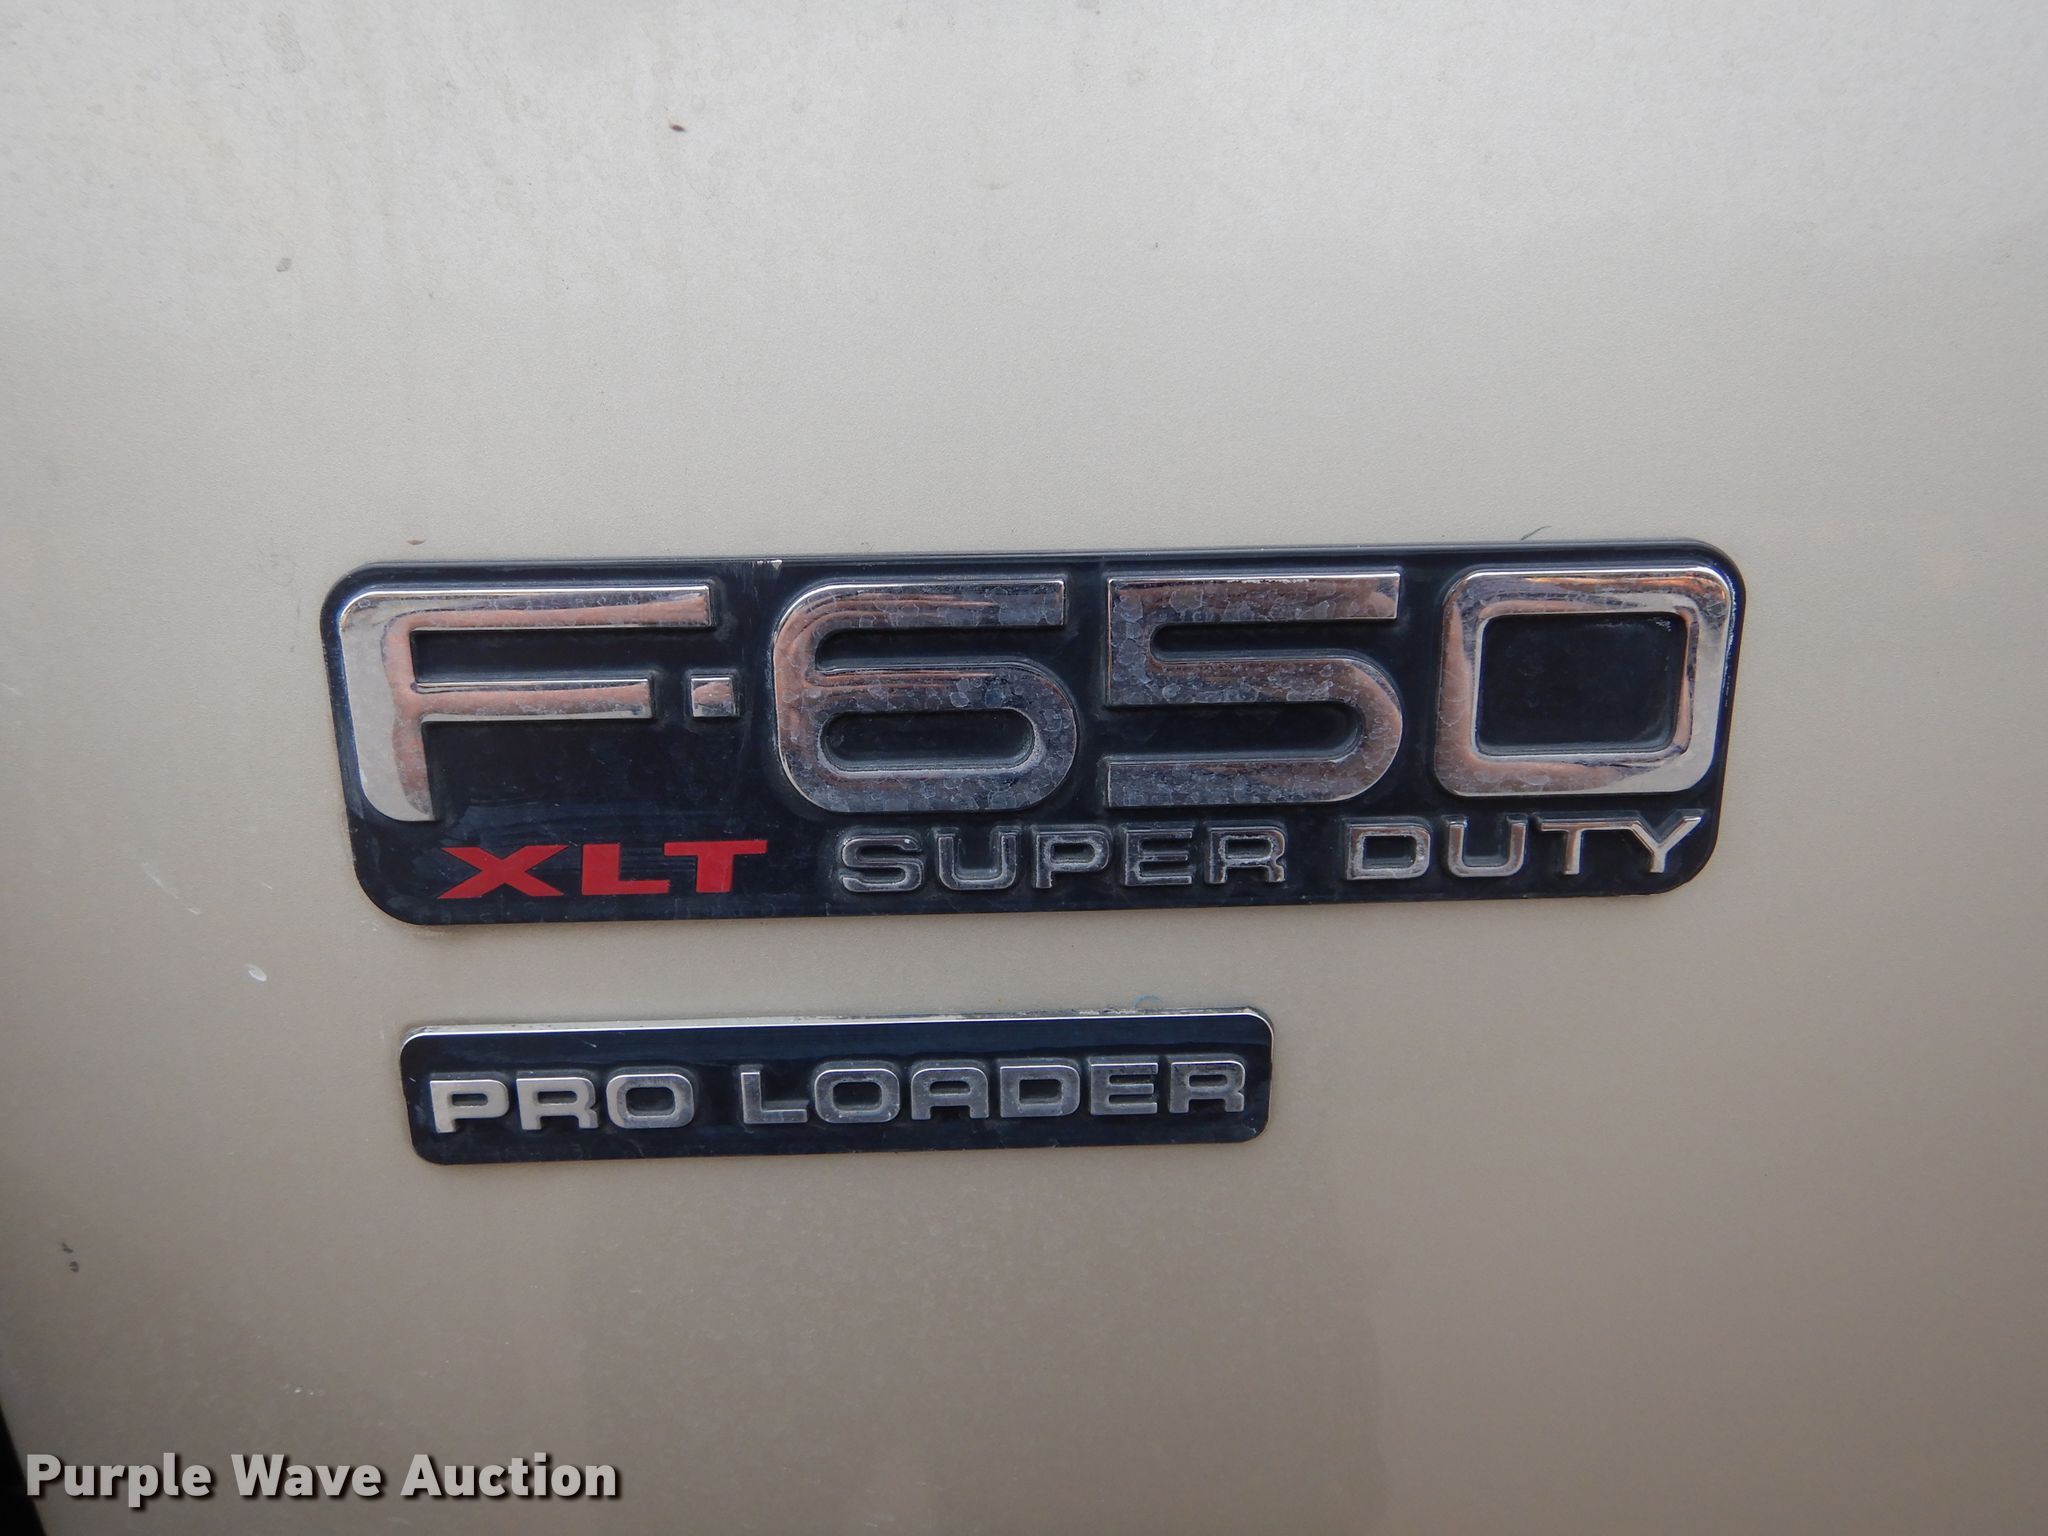 F-650
XLT SUPER DUTY
PRO LOADER
Purple Wave Auction